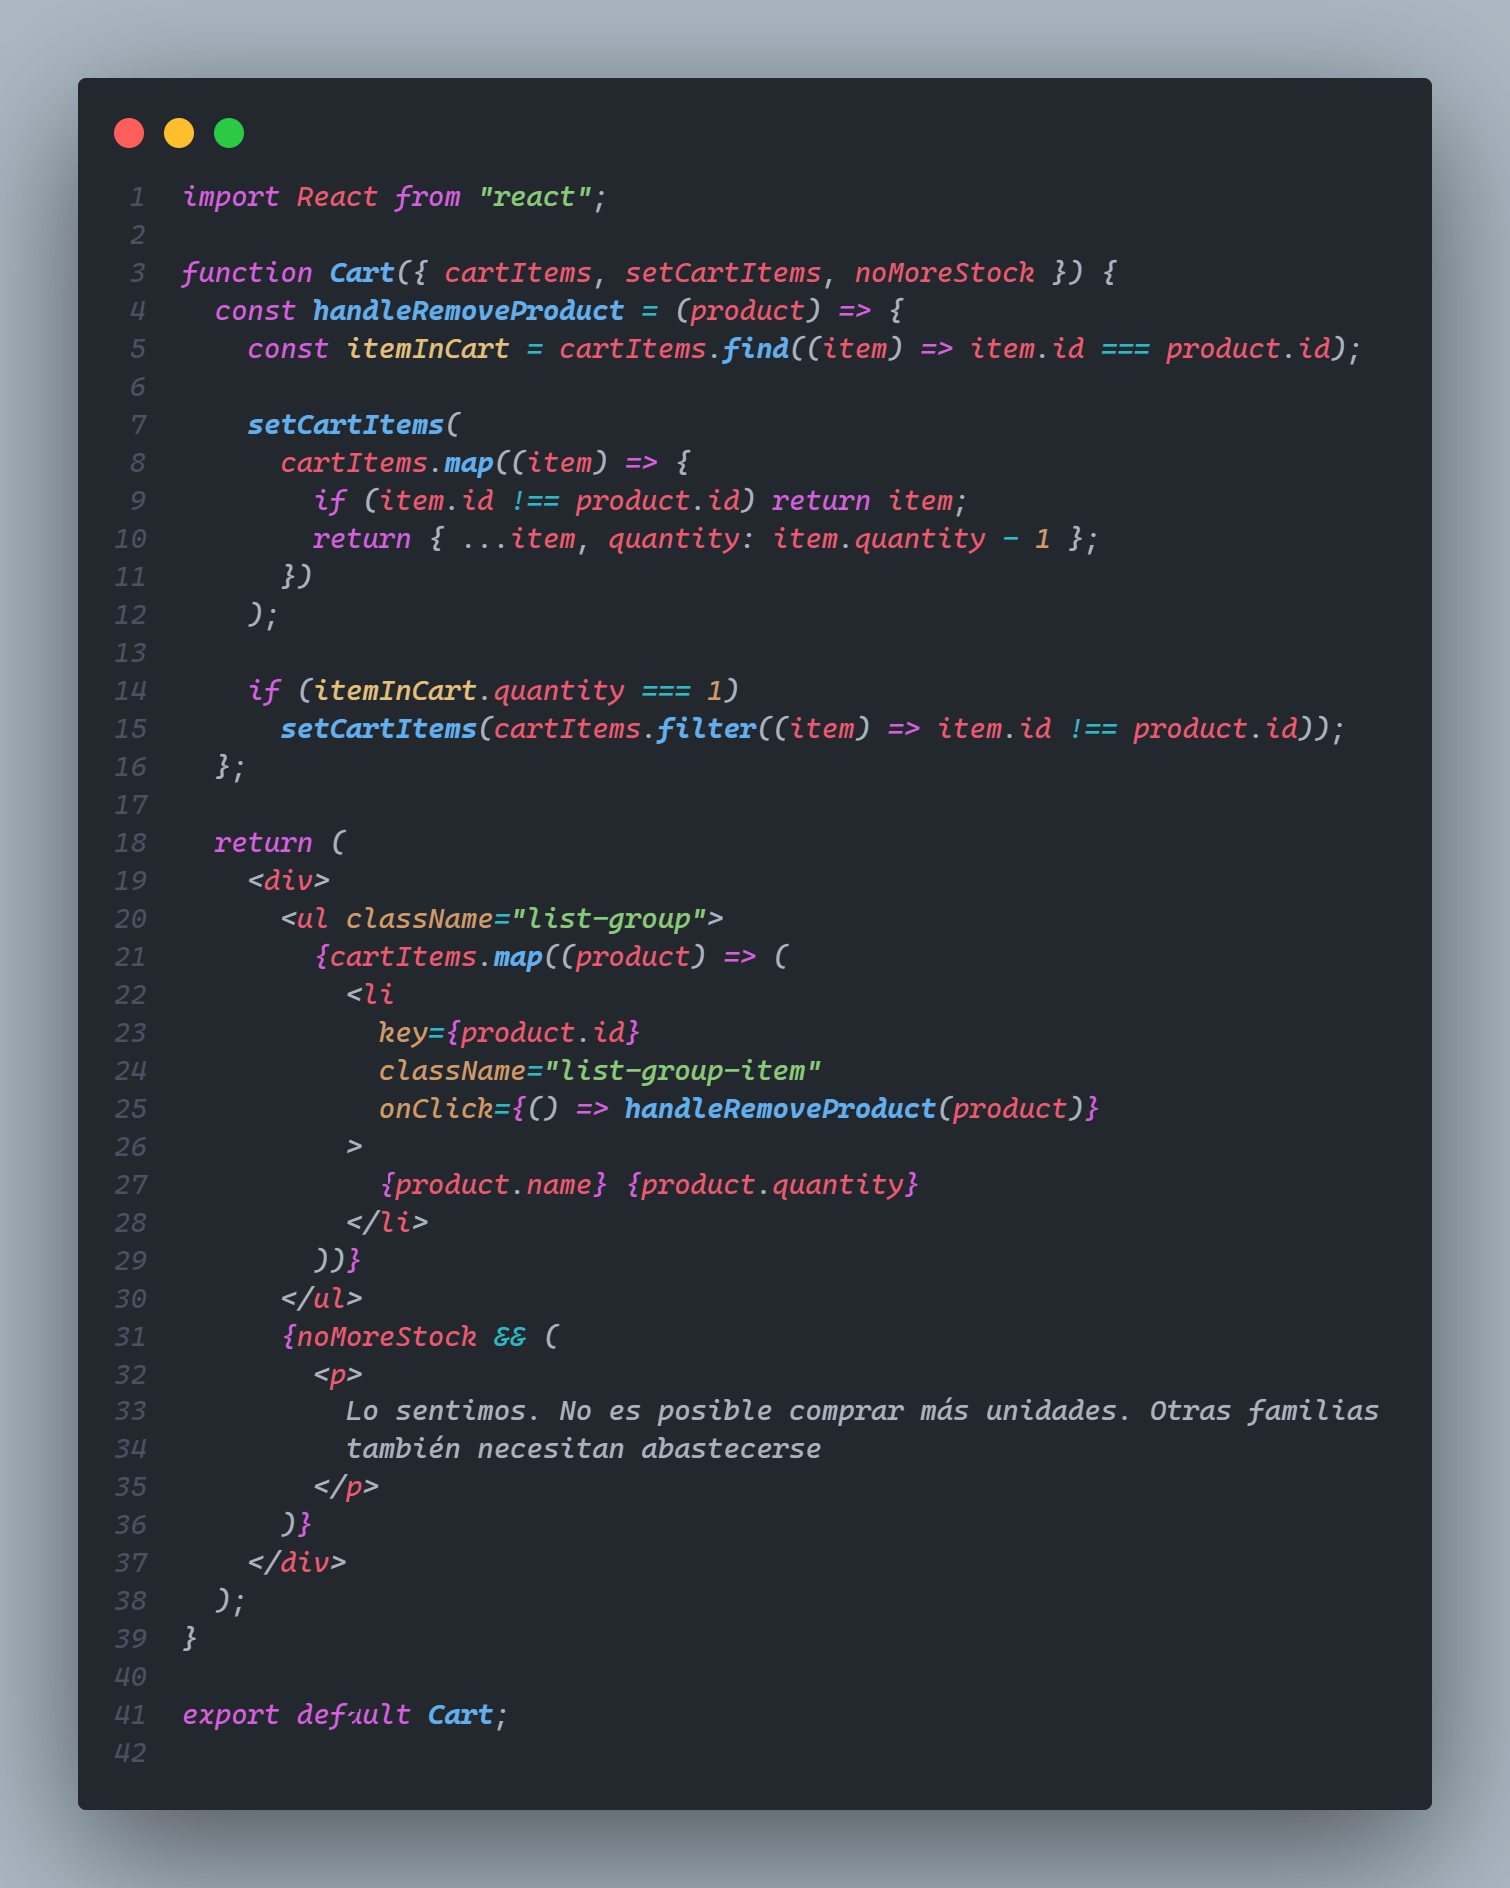 1 import React from "react";
2
3 function Cart({ cartItems, setCartItems, noMoreStock }) {
4   const handleRemoveProduct = (product) => {
5     const itemInCart = cartItems.find((item) => item.id === product.id);
6
7     setCartItems(
8       cartItems.map((item) => {
9         if (item.id !== product.id) return item;
10         return { ...item, quantity: item.quantity - 1 };
11       })
12     );
13
14     if (itemInCart.quantity === 1)
15       setCartItems(cartItems.filter((item) => item.id !== product.id));
16   };
17
18   return (
19     <div>
20       <ul className="list-group">
21         {cartItems.map((product) => (
22           <li
23             key={product.id}
24             className="list-group-item"
25             onClick={() => handleRemoveProduct(product)}
26           >
27             {product.name} {product.quantity}
28           </li>
29         ))}
30       </ul>
31       {noMoreStock && (
32         <p>
33           Lo sentimos. No es posible comprar más unidades. Otras familias
34           también necesitan abastecerse
35         </p>
36       )}
37     </div>
38   );
39 }
40
41 export default Cart;
42